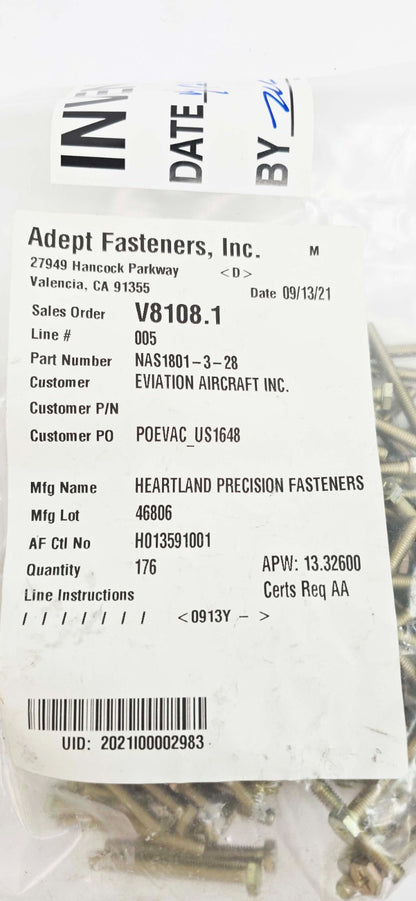 DATE
BY
Adept Fasteners, Inc. M
27949 Hancock Parkway <D>
Valencia, CA 91355
Date 09/13/21
Sales Order V8108.1
Line # 005
Part Number NAS1801-3-28
Customer EVIATION AIRCRAFT INC.
Customer P/N
Customer PO POEVAC_US1648
Mfg Name HEARTLAND PRECISION FASTENERS
Mfg Lot 46806
AF Ctl No H013591001
Quantity 176 APW: 13.32600
Line Instructions Certs Req AA
/ / / / / / / <0913Y - >
UID: 2021I00002983